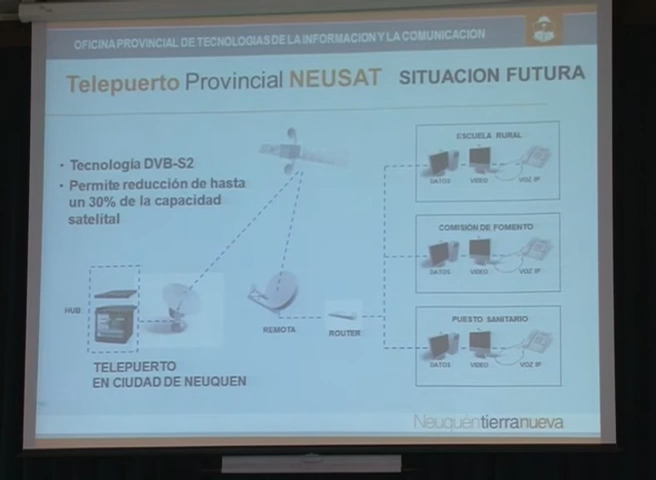 OFICINA PROVINCIAL DE TECNOLOGIAS DE LA INFORMACION Y LA COMUNICACION
Telepuerto Provincial NEUSAT SITUACION FUTURA
• Tecnología DVB-S2
• Permite reducción de hasta
un 30% de la capacidad
satelital
HUB
TELEPUERTO
EN CIUDAD DE NEUQUEN
REMOTA
ROUTER
ESCUELA RURAL
DATOS VIDEO VOZ IP
COMISIÓN DE FOMENTO
DATOS VIDEO VOZ IP
PUESTO SANITARIO
DATOS VIDEO VOZ IP
Neuquéntierranueva